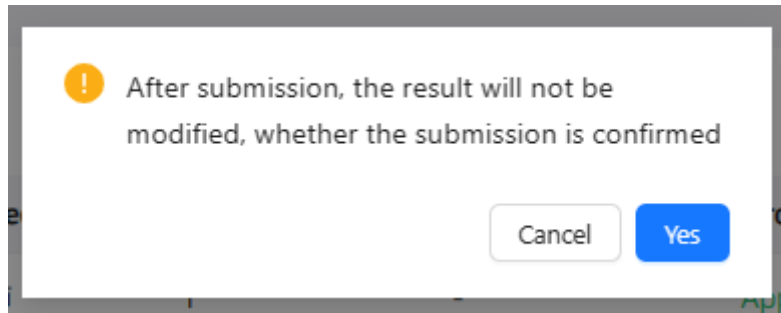 After submission, the result will not be
modified, whether the submission is confirmed
Cancel Yes